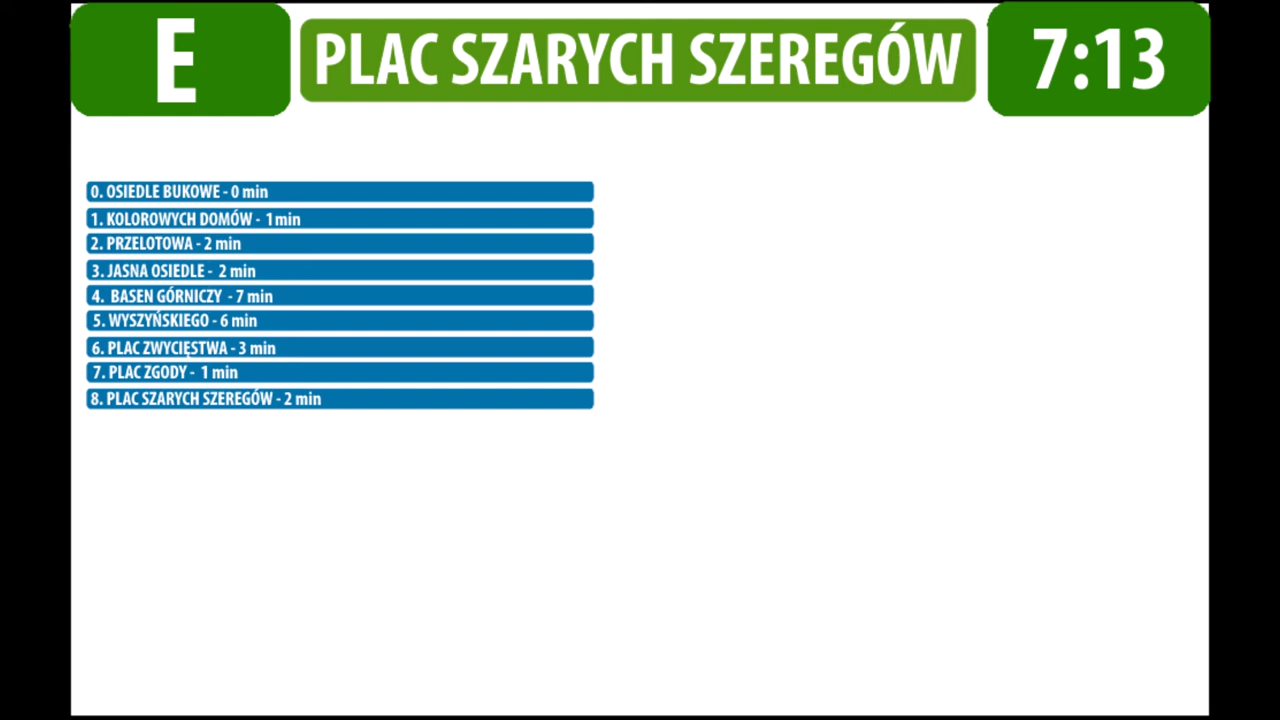 E
PLAC SZARYCH SZEREGÓW
7:13
0. OSIEDLE BUKOWE - 0 min
1. KOLOROWYCH DOMÓW - 1 min
2. PRZELOTOWA - 2 min
3. JASNA OSIEDLE - 2 min
4. BASEN GÓRNICZY - 7 min
5. WYSZYŃSKIEGO - 6 min
6. PLAC ZWYCIĘSTWA - 3 min
7. PLAC ZGODY - 1 min
8. PLAC SZARYCH SZEREGÓW - 2 min